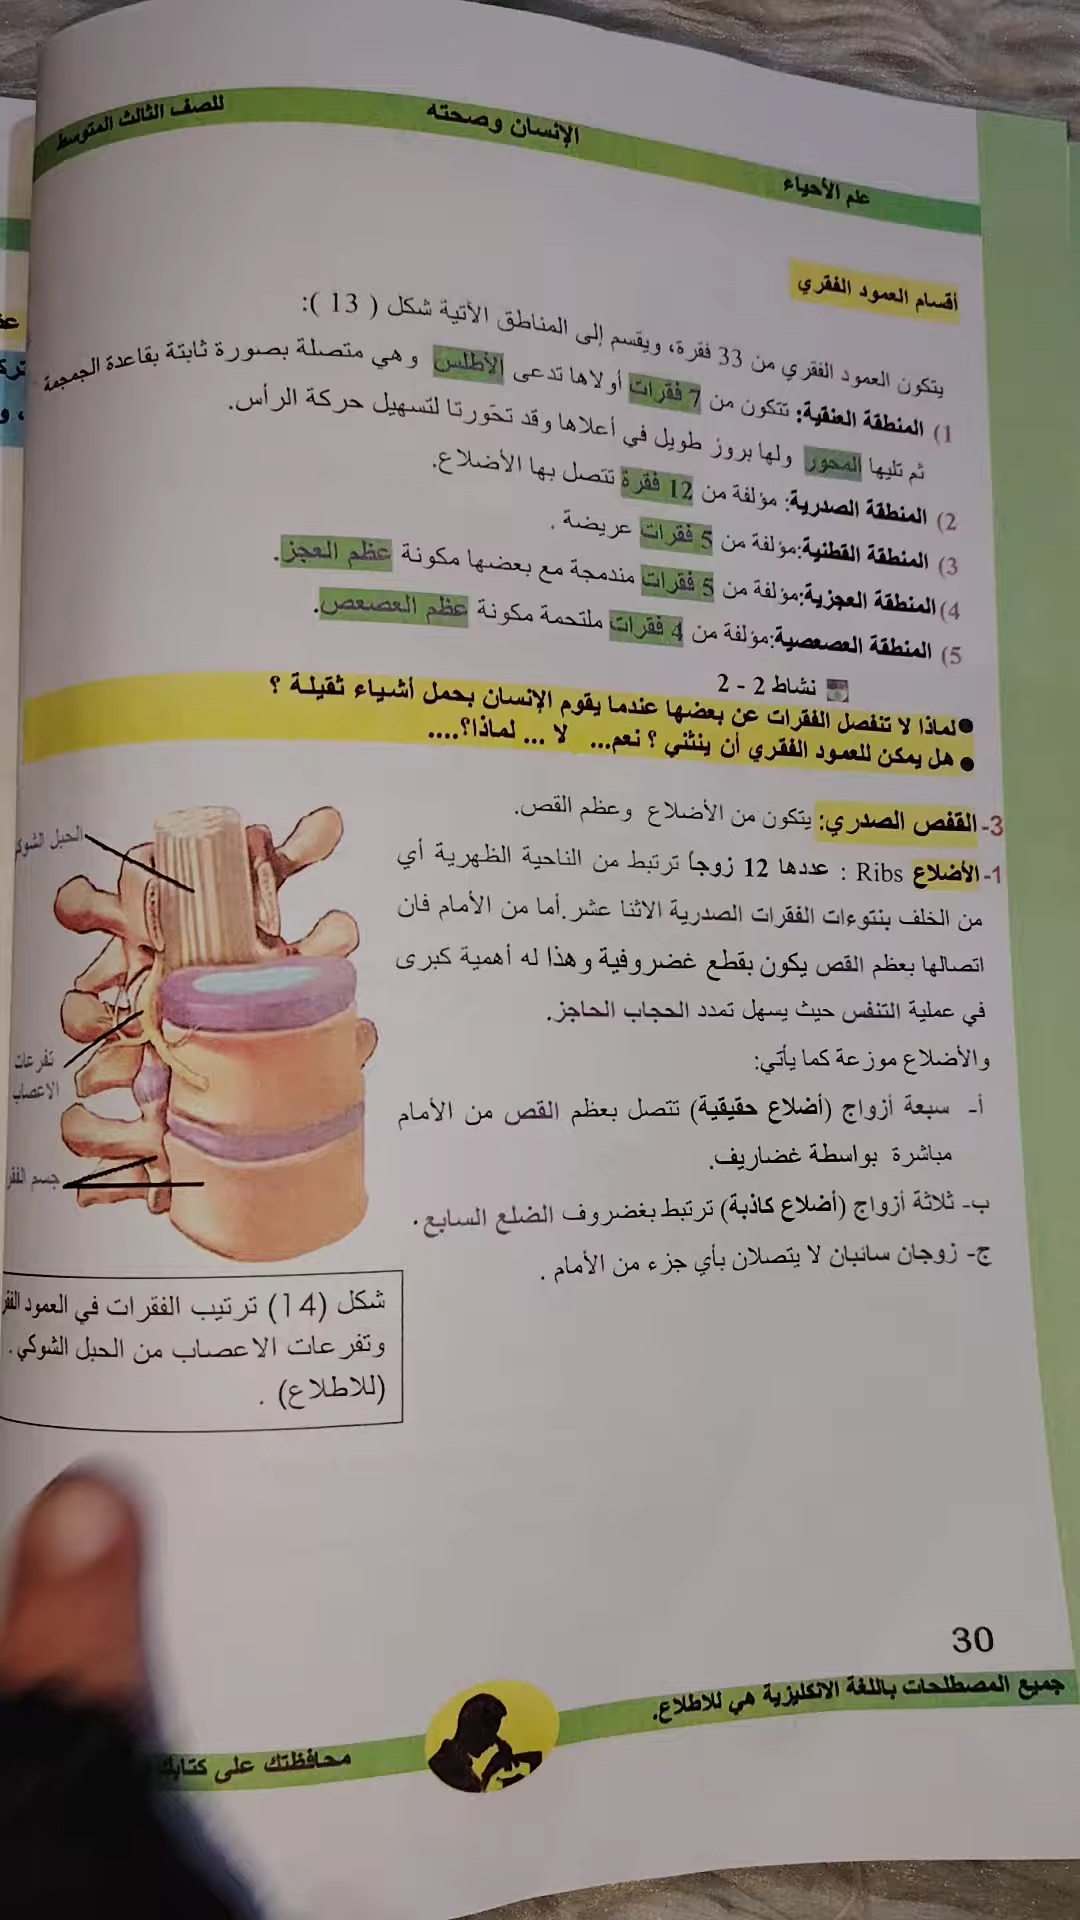 علم الأحياء
الإنسان وصحته
للصف الثالث المتوسط
أقسام العمود الفقري
يتكون العمود الفقري من 33 فقرة، ويقسم إلى المناطق الأتية شكل ( 13 ):
1) المنطقة العنقية: تتكون من 7 فقرات أولاها تدعى الأطلس وهي متصلة بصورة ثابتة بقاعدة الجمجمة
ثم تليها المحور ولها بروز طويل في أعلاها وقد تحورتا لتسهيل حركة الرأس.
2) المنطقة الصدرية: مؤلفة من 12 فقرة تتصل بها الأضلاع.
3) المنطقة القطنية:مؤلفة من 5 فقرات عريضة .
4) المنطقة العجزية:مؤلفة من 5 فقرات مندمجة مع بعضها مكونة عظم العجز.
5) المنطقة العصعصية:مؤلفة من 4 فقرات ملتحمة مكونة عظم العصعص.
نشاط 2 - 2
● لماذا لا تنفصل الفقرات عن بعضها عندما يقوم الإنسان بحمل أشياء ثقيلة ؟
● هل يمكن للعمود الفقري أن ينثني ؟ نعم... لا ... لماذا؟....
3- القفص الصدري: يتكون من الأضلاع وعظم القص.
1- الأضلاع Ribs : عددها 12 زوجاً ترتبط من الناحية الظهرية أي
من الخلف بنتوءات الفقرات الصدرية الاثنا عشر.أما من الأمام فان
اتصالها بعظم القص يكون بقطع غضروفية وهذا له أهمية كبرى
في عملية التنفس حيث يسهل تمدد الحجاب الحاجز.
والأضلاع موزعة كما يأتي:
أ- سبعة أزواج (أضلاع حقيقية) تتصل بعظم القص من الأمام
مباشرة بواسطة غضاريف.
ب- ثلاثة أزواج (أضلاع كاذبة) ترتبط بغضروف الضلع السابع.
ج- زوجان سائبان لا يتصلان بأي جزء من الأمام .
الحبل الشوكي
تفرعات
الاعصاب
جسم
شكل (14) ترتيب الفقرات في العمود
وتفرعات الاعصاب من الحبل الشوكي.
(للاطلاع) .
30
جميع المصطلحات باللغة الانكليزية هي للاطلاع.
محافظتك على كتابك